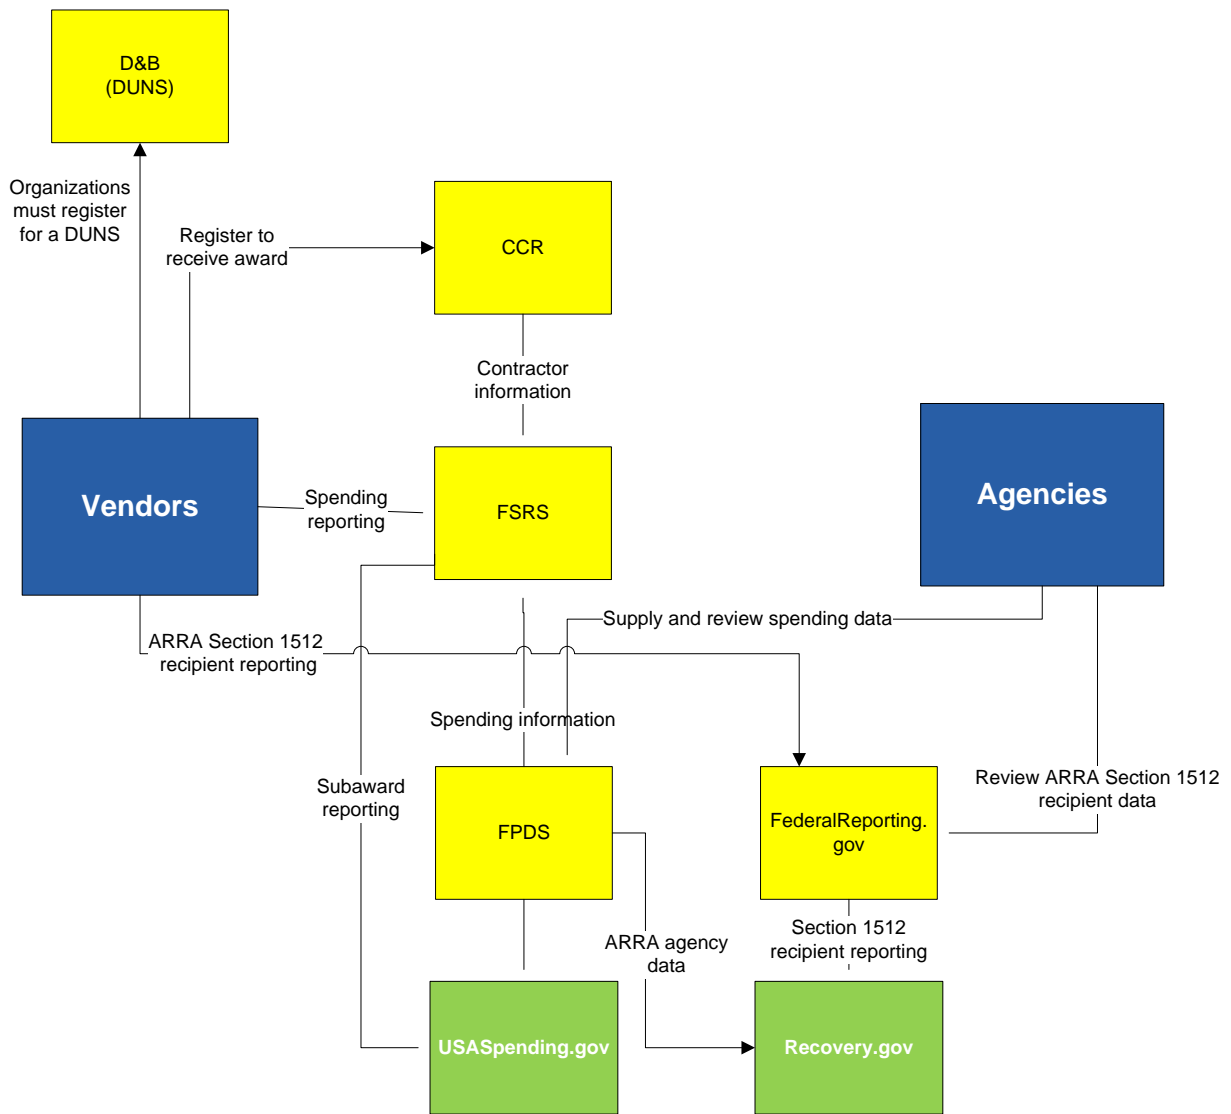 D&B
(DUNS)
Organizations
must register
for a DUNS
Register to
receive award
CCR
Contractor
information
Vendors
Spending
reporting
FSRS
Agencies
Supply and review spending data
ARRA Section 1512
recipient reporting
Spending information
Subaward
reporting
FPDS
FederalReporting.
gov
Review ARRA Section 1512
recipient data
ARRA agency
data
Section 1512
recipient reporting
USASpending.gov
Recovery.gov